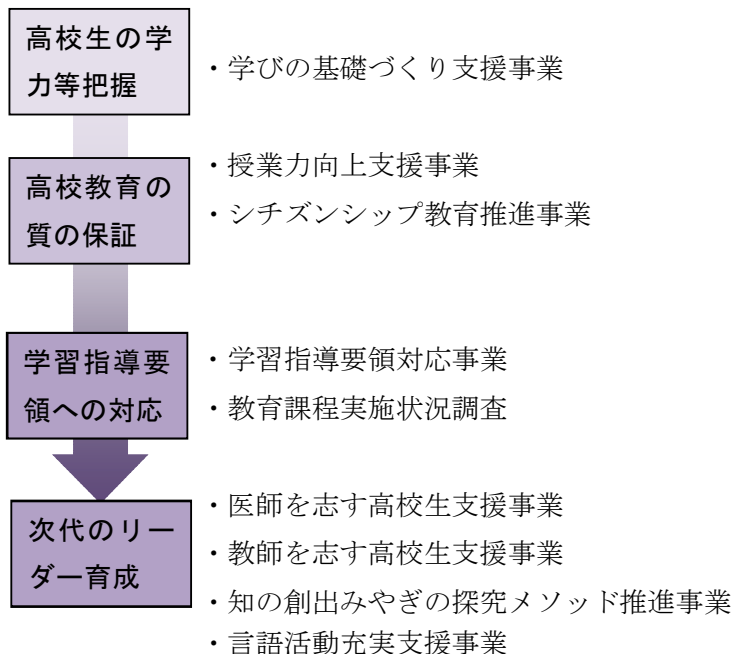 高校生の学
力等把握
・学びの基礎づくり支援事業
高校教育の
質の保証
・授業力向上支援事業
・シチズンシップ教育推進事業
学習指導要
領への対応
・学習指導要領対応事業
・教育課程実施状況調査
次代のリー
ダー育成
・医師を志す高校生支援事業
・教師を志す高校生支援事業
・知の創出みやぎの探究メソッド推進事業
・言語活動充実支援事業